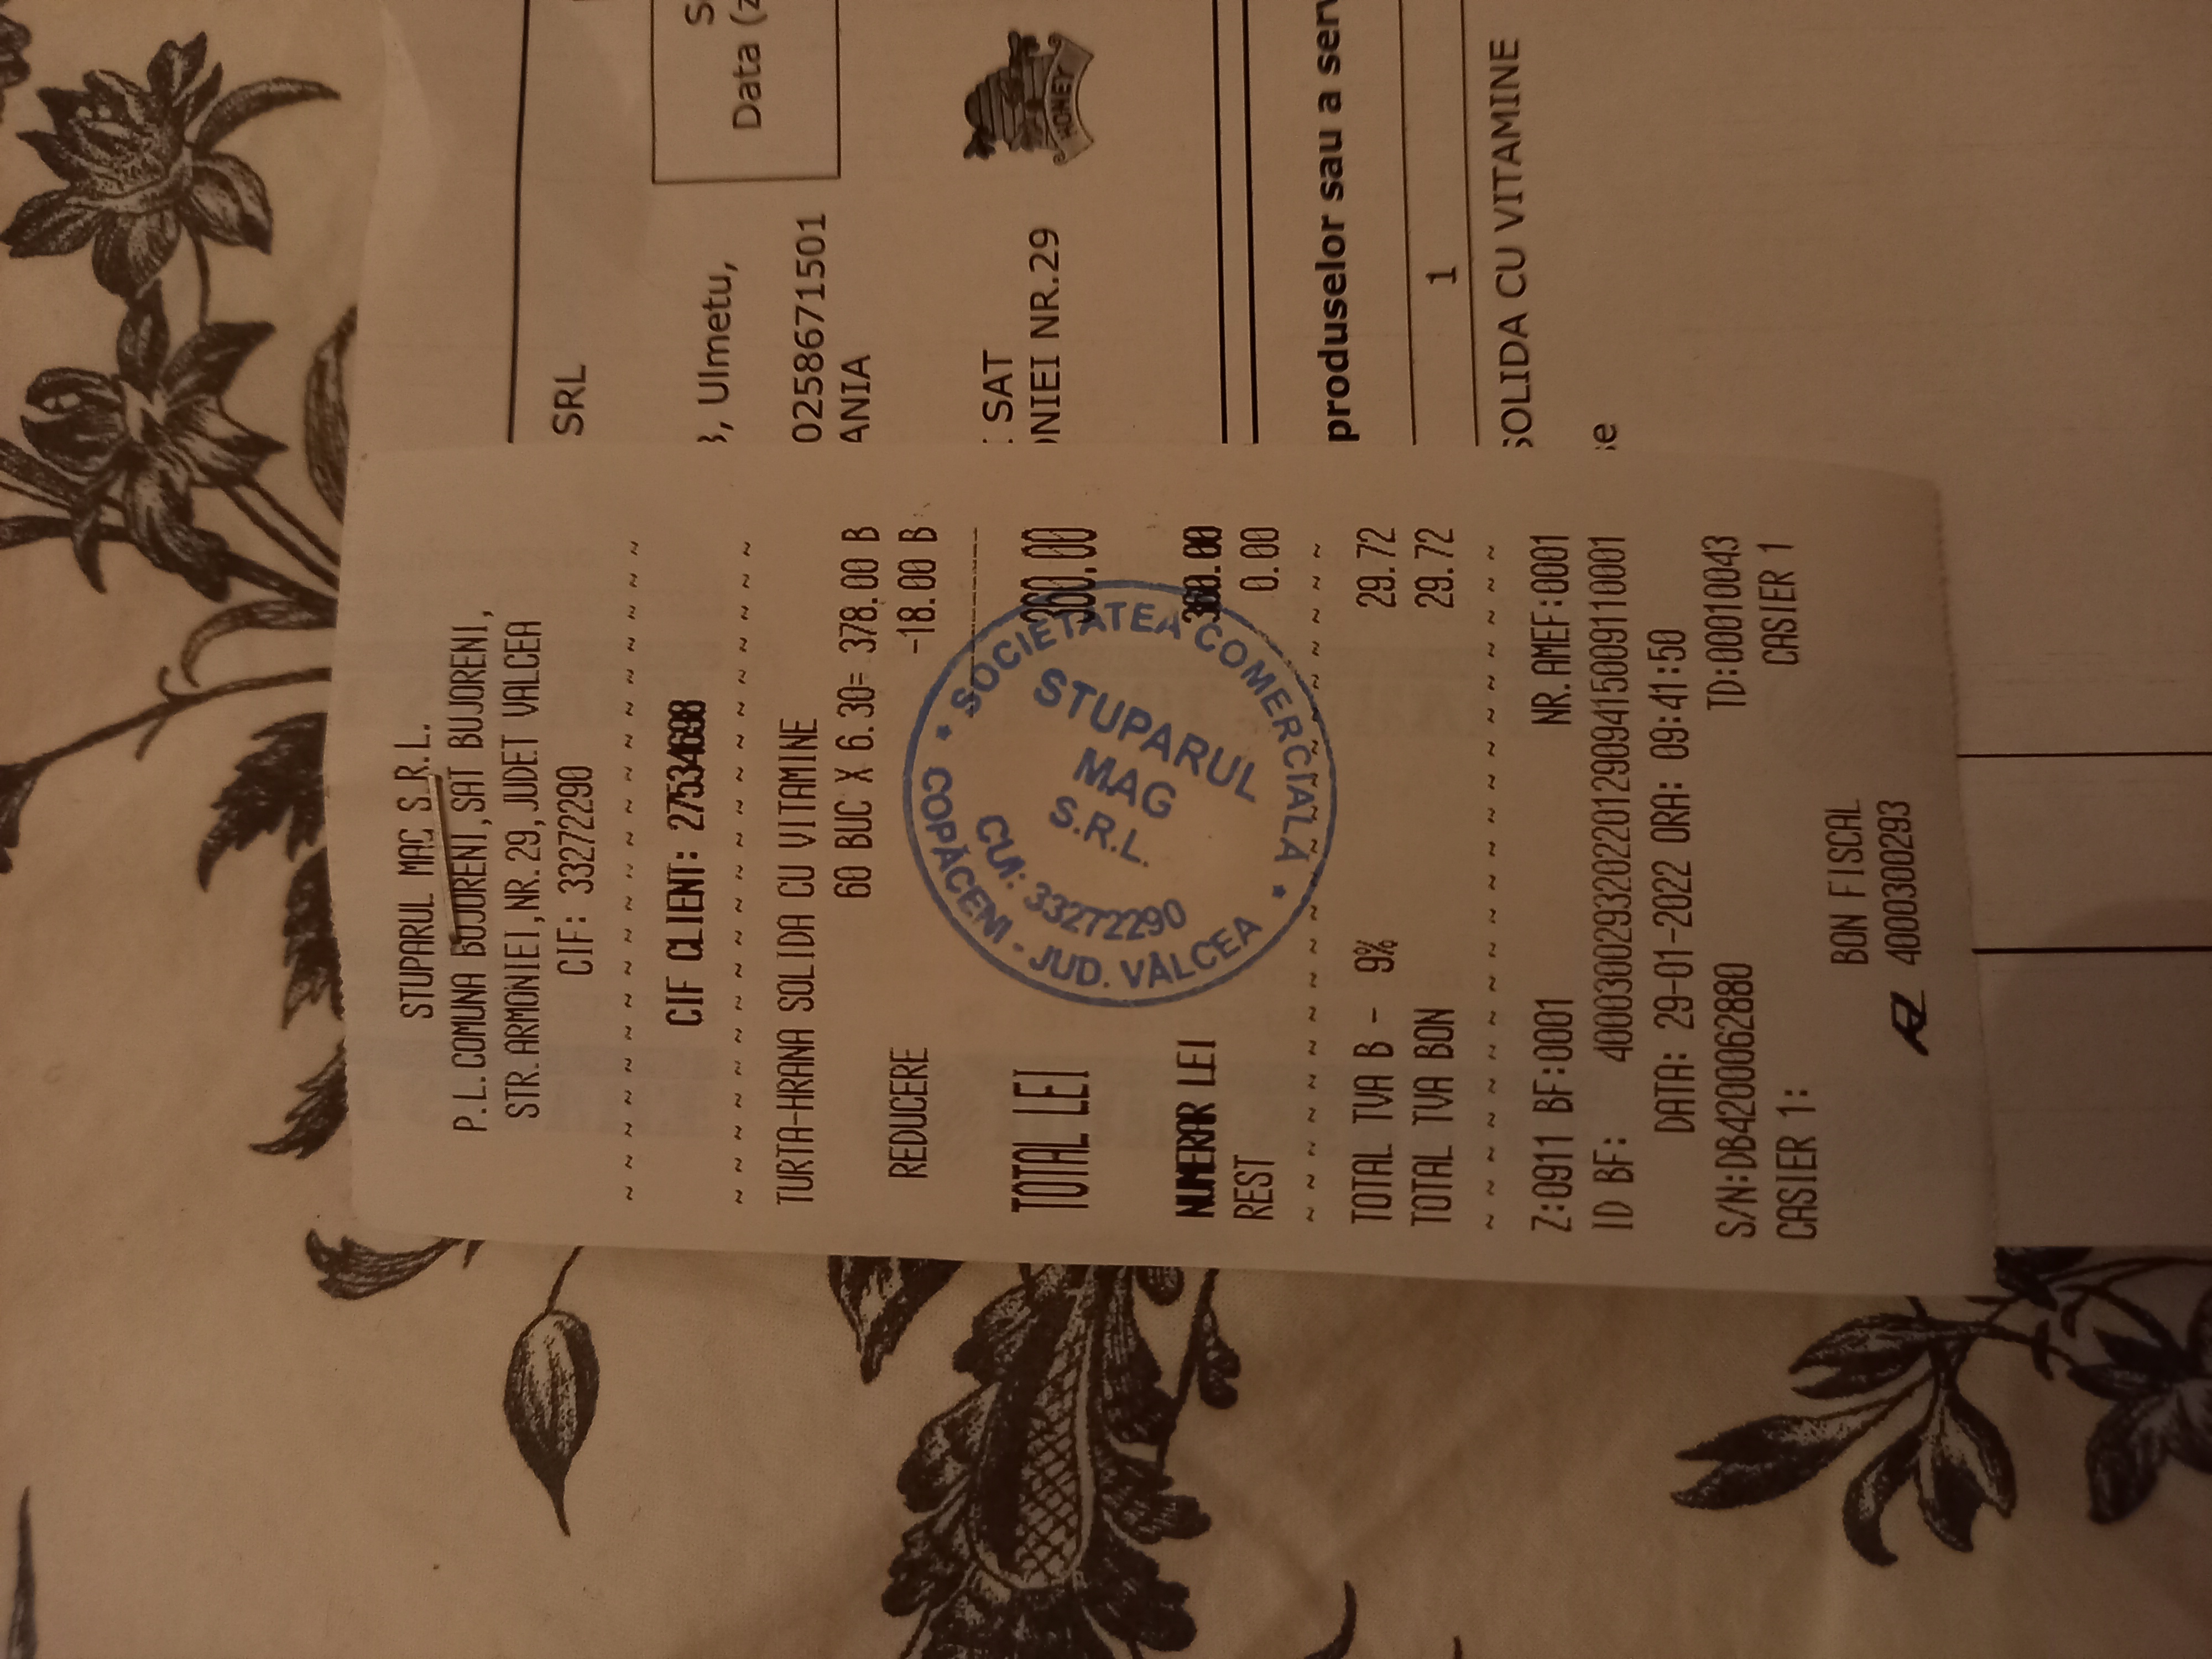 STUPARUL MAG S.R.L.
P.L.COMUNA BUJORENI,SAT BUJORENI,
STR.ARMONIEI,NR.29,JUDET VALCEA
CIF: 33272290
~ ~ ~ ~ ~ ~ ~ ~ ~ ~ ~ ~ ~ ~ ~ ~ ~ ~ ~
CIF CLIENT: 27534698
~ ~ ~ ~ ~ ~ ~ ~ ~ ~ ~ ~ ~ ~ ~ ~ ~ ~ ~
TURTA-HRANA SOLIDA CU VITAMINE
60 BUC X 6.30= 378.00 B
REDUCERE -18.00 B
TOTAL LEI 360.00
NUMERAR LEI 360.00
REST 0.00
~ ~ ~ ~ ~ ~ ~ ~ ~ ~ ~ ~ ~ ~ ~ ~ ~ ~ ~
TOTAL TVA B - 9% 29.72
TOTAL TVA BON 29.72
~ ~ ~ ~ ~ ~ ~ ~ ~ ~ ~ ~ ~ ~ ~ ~ ~ ~ ~
Z:0911 BF:0001 NR.AMEF:0001
ID BF: 40003002932022012909415009110001
DATA: 29-01-2022 ORA: 09:41:50
S/N:DB4200062880 TD:00010043
CASIER 1: CASIER 1
BON FISCAL
4000300293
* SOCIETATEA COMERCIALĂ *
COPĂCENI - JUD. VÂLCEA
STUPARUL
MAG
S.R.L.
CUI: 33272290
SRL
Data (z
, Ulmetu,
0258671501
ANIA
HONEY
SAT
NIEI NR.29
produselor sau a serv
1
SOLIDA CU VITAMINE